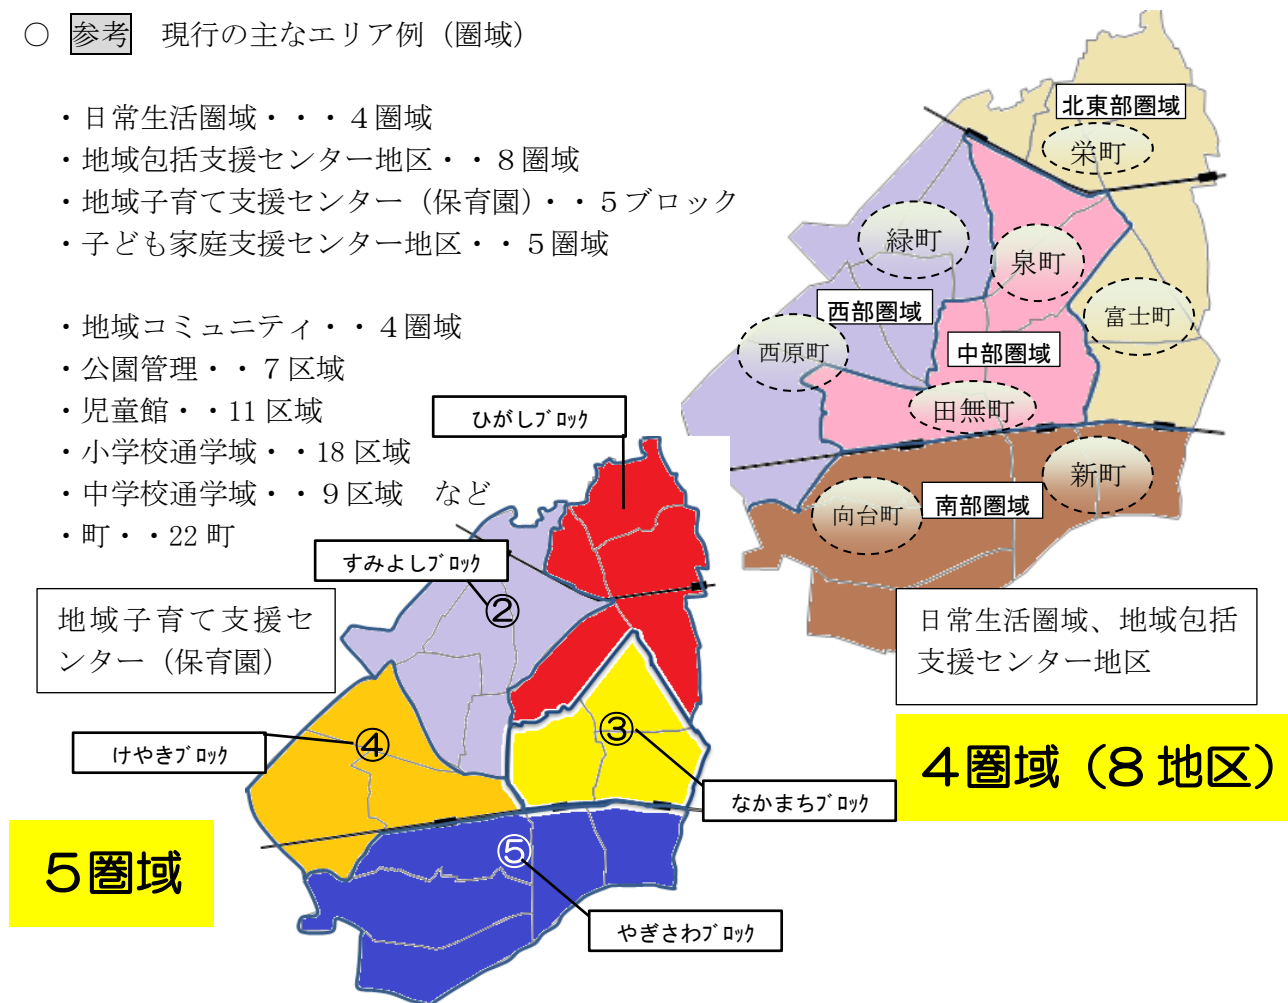 ○ 参考 現行の主なエリア例（圏域）
・日常生活圏域・・・４圏域
・地域包括支援センター地区・・８圏域
・地域子育て支援センター（保育園）・・５ブロック
・子ども家庭支援センター地区・・５圏域
・地域コミュニティ・・４圏域
・公園管理・・７区域
・児童館・・11 区域
・小学校通学域・・18 区域
・中学校通学域・・９区域　など
・町・・22 町
北東部圏域
栄町
緑町
泉町
富士町
西部圏域
中部圏域
西原町
田無町
新町
向台町
南部圏域
日常生活圏域、地域包括
支援センター地区
４圏域（８地区）
ひがしﾌﾞﾛｯｸ
すみよしﾌﾞﾛｯｸ
②
地域子育て支援セ
ンター（保育園）
③
④
けやきﾌﾞﾛｯｸ
なかまちﾌﾞﾛｯｸ
⑤
５圏域
やぎさわﾌﾞﾛｯｸ